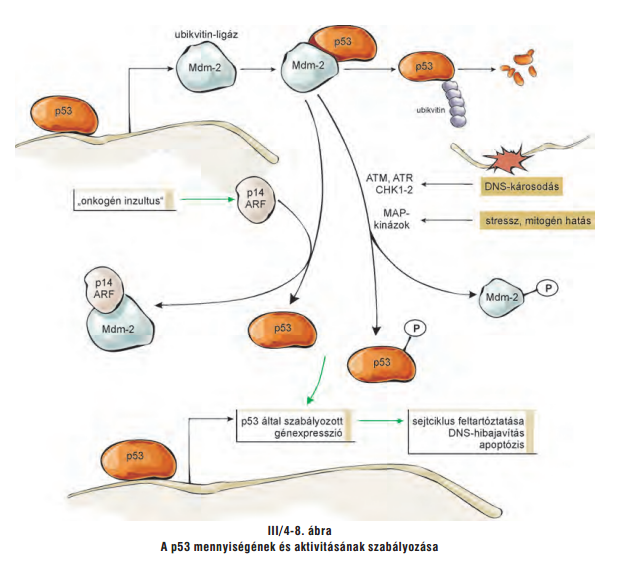 ubikvitin-ligáz
Mdm-2
p53
Mdm-2
p53
ubikvitin
p53
ATM, ATR
CHK1-2
DNS-károsodás
MAP-
kinázok
stressz, mitogén hatás
„onkogén inzultus“
p14
ARF
p14
ARF
Mdm-2
p53
P
p53
Mdm-2
P
p53 által szabályozott
génexpresszió
sejtciklus feltartóztatása
DNS-hibajavítás
apoptózis
p53
III/4-8. ábra
A p53 mennyiségének és aktivitásának szabályozása